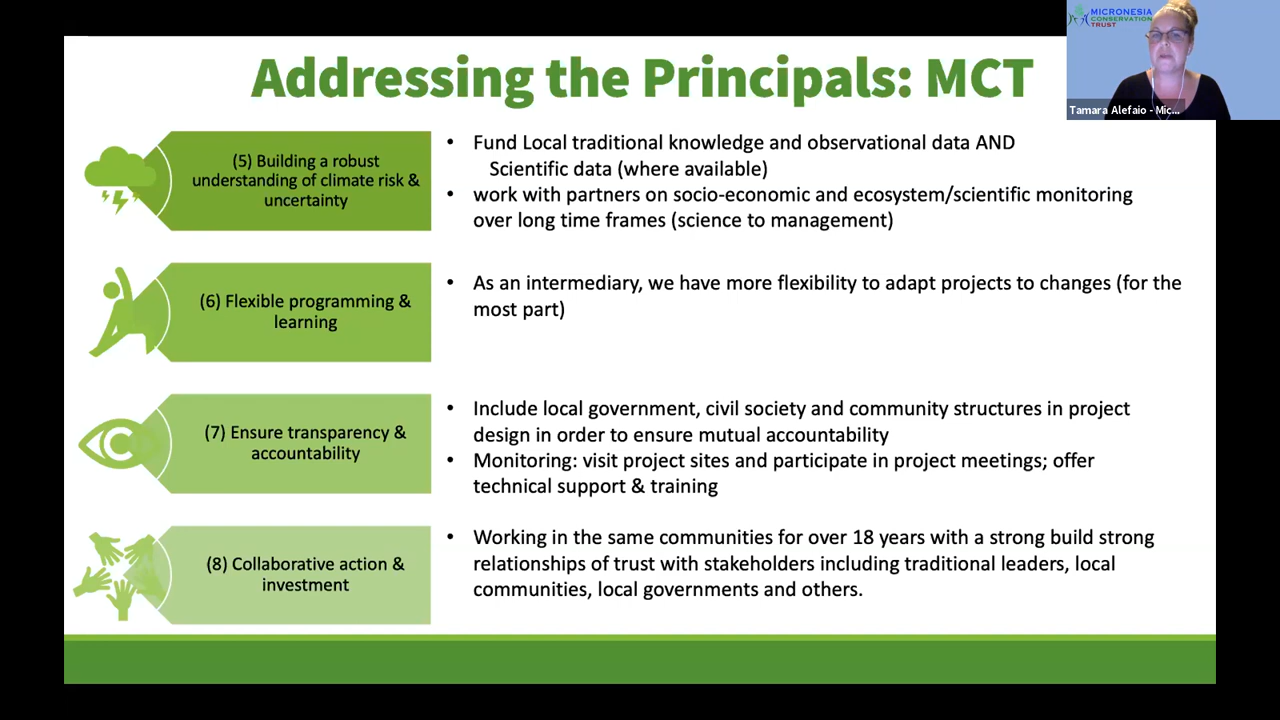 MICRONESIA
CONSERVATION
TRUST
Tamara Alefaio - Mic...
Addressing the Principals: MCT
(5) Building a robust
understanding of climate risk &
uncertainty
• Fund Local traditional knowledge and observational data AND
Scientific data (where available)
• work with partners on socio-economic and ecosystem/scientific monitoring
over long time frames (science to management)
(6) Flexible programming &
learning
• As an intermediary, we have more flexibility to adapt projects to changes (for the
most part)
(7) Ensure transparency &
accountability
• Include local government, civil society and community structures in project
design in order to ensure mutual accountability
• Monitoring: visit project sites and participate in project meetings; offer
technical support & training
(8) Collaborative action &
investment
• Working in the same communities for over 18 years with a strong build strong
relationships of trust with stakeholders including traditional leaders, local
communities, local governments and others.